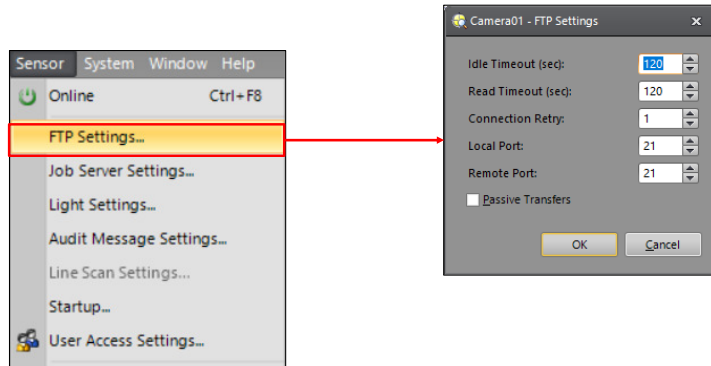 Sensor System Window Help
Online Ctrl+F8
FTP Settings...
Job Server Settings...
Light Settings...
Audit Message Settings...
Line Scan Settings...
Startup...
User Access Settings...
Camera01 - FTP Settings
Idle Timeout (sec): 120
Read Timeout (sec): 120
Connection Retry: 1
Local Port: 21
Remote Port: 21
Passive Transfers
OK Cancel